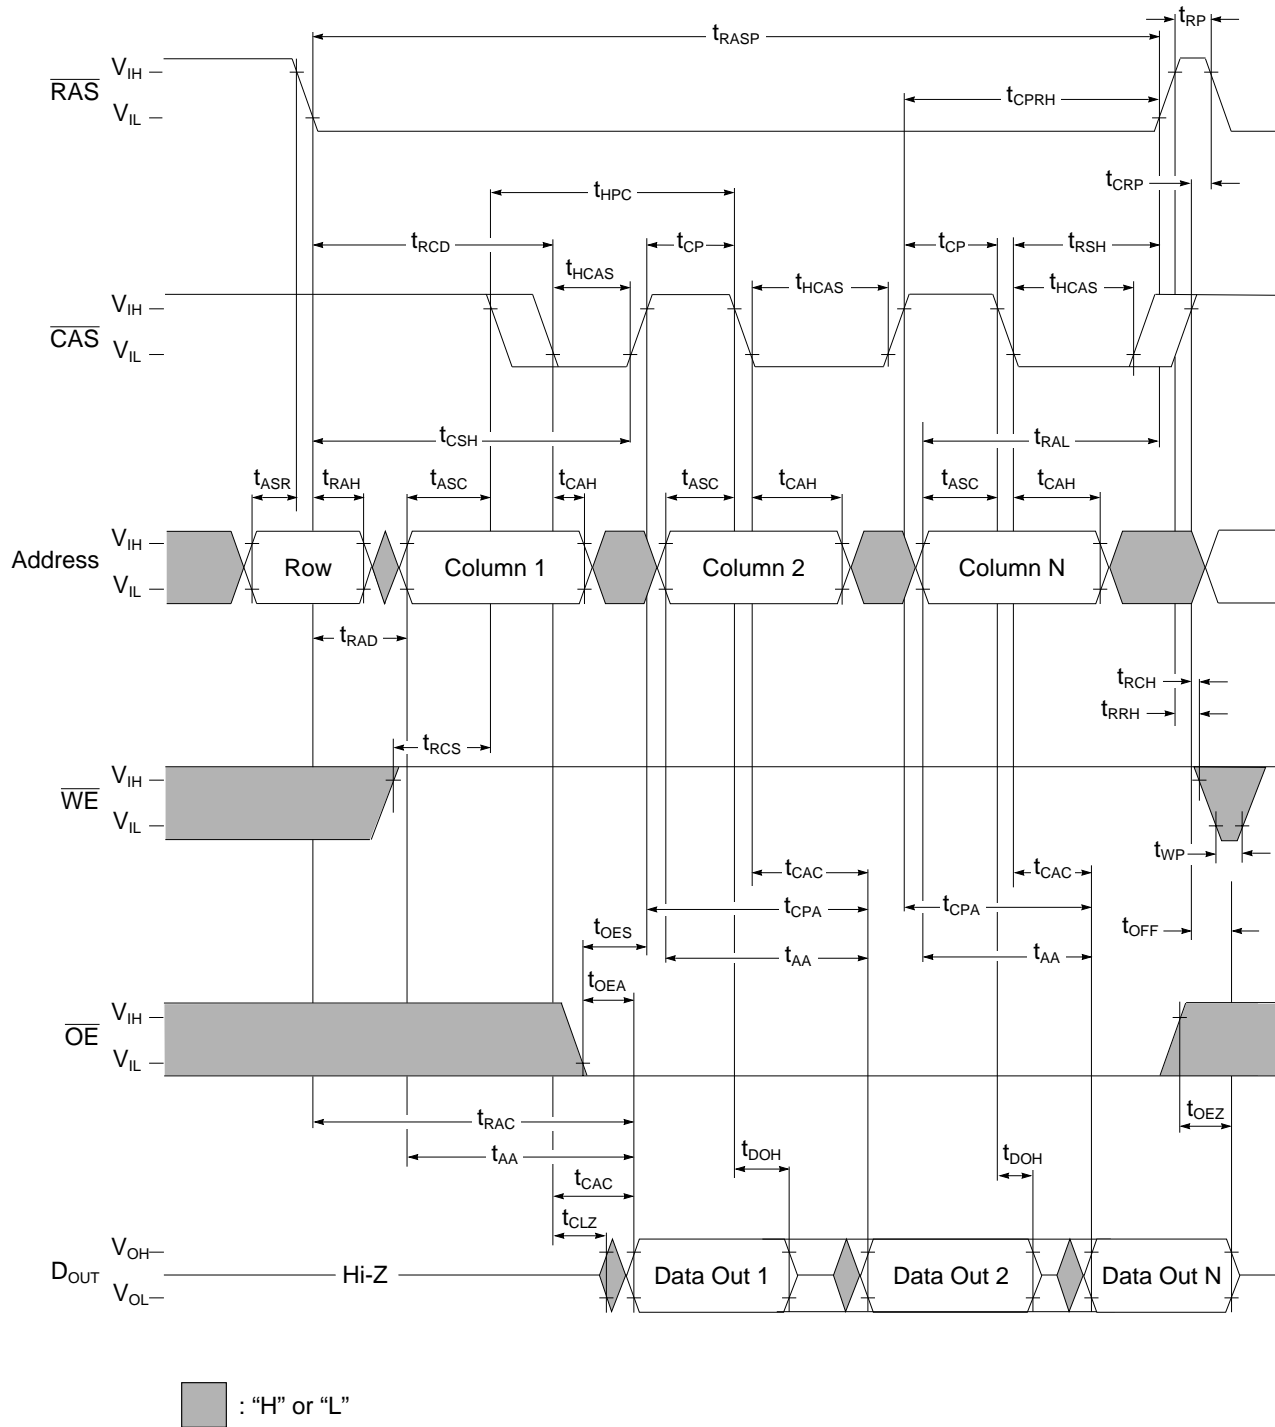 tRP
tRASP
RAS VIH
VIL
tCPRH
tCRP
tHPC
tRCD tCP tCP tRSH
tHCAS tHCAS tHCAS
CAS VIH
VIL
tCSH tRAL
tASR tRAH tASC tCAH tASC tCAH tASC tCAH
Address VIH
VIL
Row Column 1 Column 2 Column N
tRAD
tRCH
tRRH
tRCS
WE VIH
VIL
tWP
tCAC tCAC
tCPA tCPA
tOES tOFF
tAA tAA
tOEA
OE VIH
VIL
tRAC tOEZ
tAA tDOH tDOH
tCAC
tCLZ
DOUT VOH
VOL
Hi-Z Data Out 1 Data Out 2 Data Out N
: “H” or “L”